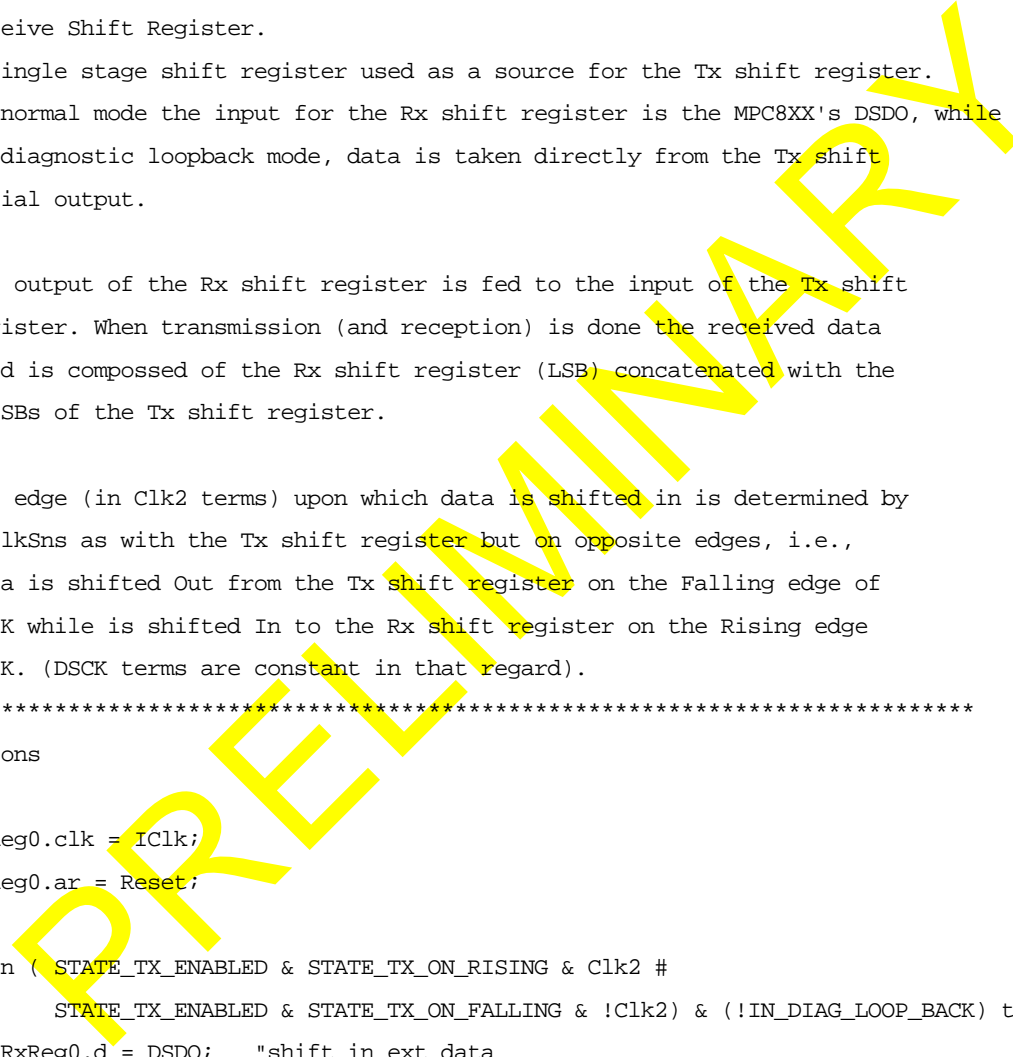 eive Shift Register.
ingle stage shift register used as a source for the Tx shift register.
normal mode the input for the Rx shift register is the MPC8XX's DSDO, while
diagnostic loopback mode, data is taken directly from the Tx shift
ial output.
output of the Rx shift register is fed to the input of the Tx shift
ister. When transmission (and reception) is done the received data
d is compossed of the Rx shift register (LSB) concatenated with the
SBs of the Tx shift register.
edge (in Clk2 terms) upon which data is shifted in is determined by
lkSns as with the Tx shift register but on opposite edges, i.e.,
a is shifted Out from the Tx shift register on the Falling edge of
K while is shifted In to the Rx shift register on the Rising edge
K. (DSCK terms are constant in that regard).
************************************************************************
ons
eg0.clk = IClk;
eg0.ar = Reset;
n ( STATE_TX_ENABLED & STATE_TX_ON_RISING & Clk2 #
STATE_TX_ENABLED & STATE_TX_ON_FALLING & !Clk2) & (!IN_DIAG_LOOP_BACK) t
RxReg0.d = DSDO; "shift in ext data
PRELIMINARY